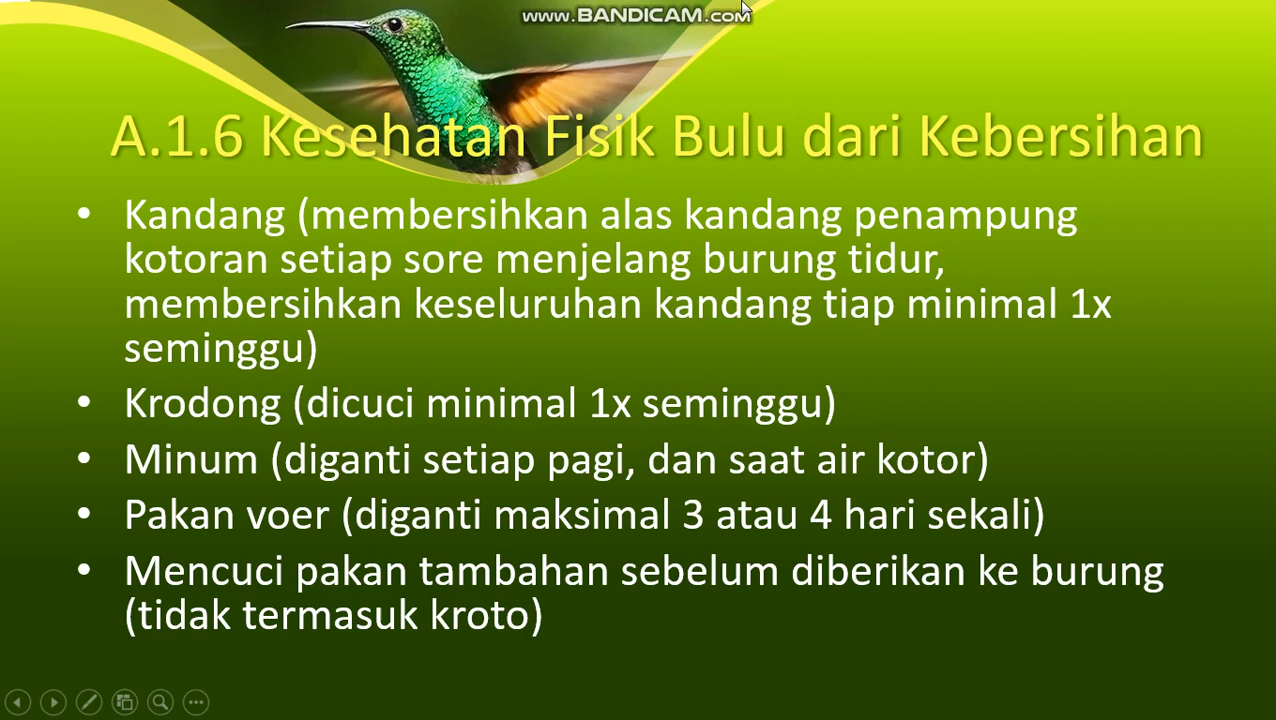 www.BANDICAM.com
A.1.6 Kesehatan Fisik Bulu dari Kebersihan
• Kandang (membersihkan alas kandang penampung
kotoran setiap sore menjelang burung tidur,
membersihkan keseluruhan kandang tiap minimal 1x
seminggu)
• Krodong (dicuci minimal 1x seminggu)
• Minum (diganti setiap pagi, dan saat air kotor)
• Pakan voer (diganti maksimal 3 atau 4 hari sekali)
• Mencuci pakan tambahan sebelum diberikan ke burung
(tidak termasuk kroto)